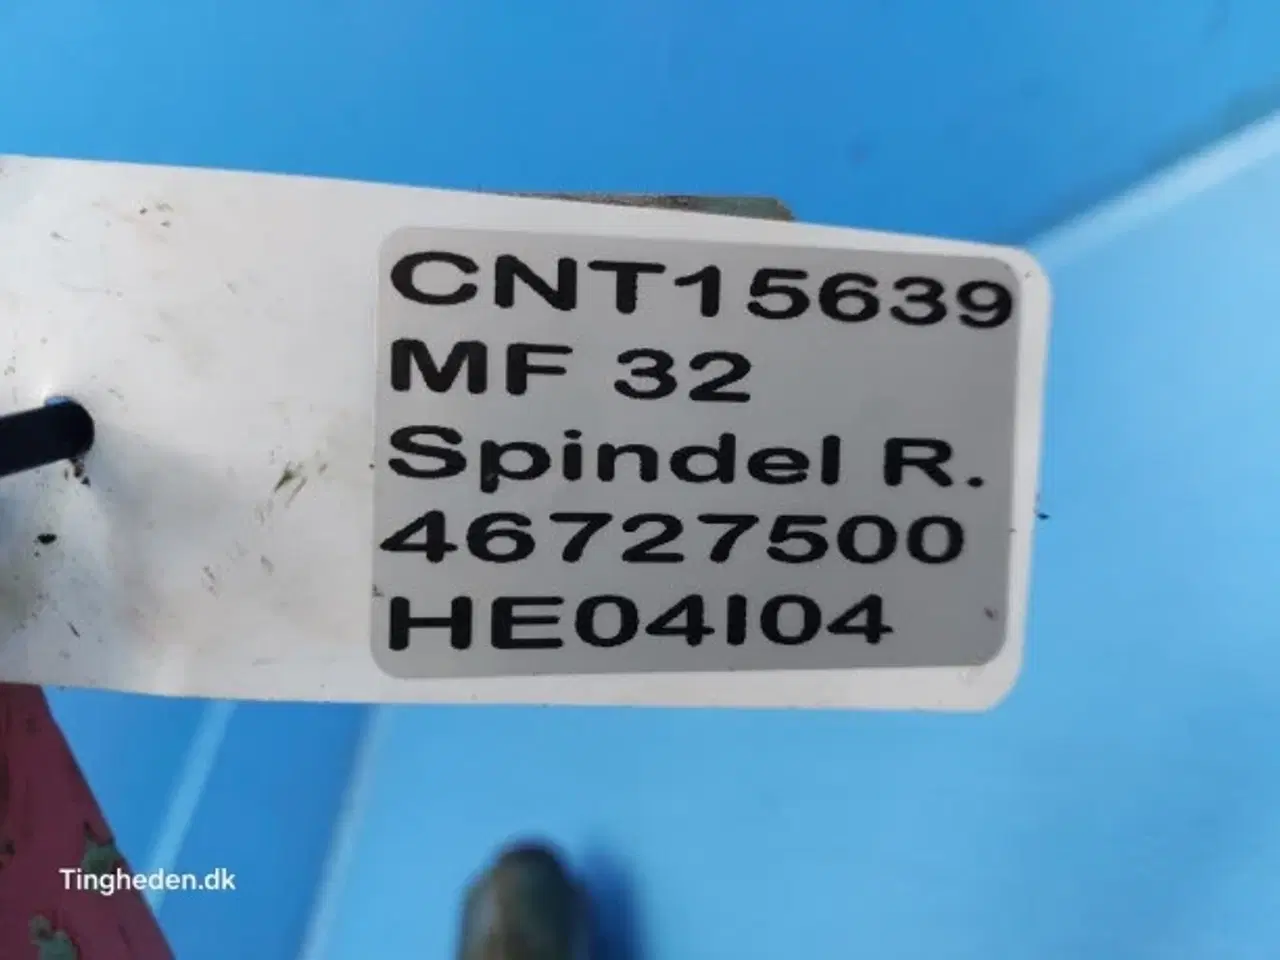 CNT15639
MF 32
Spindel R.
46727500
HE04I04
Tingheden.dk